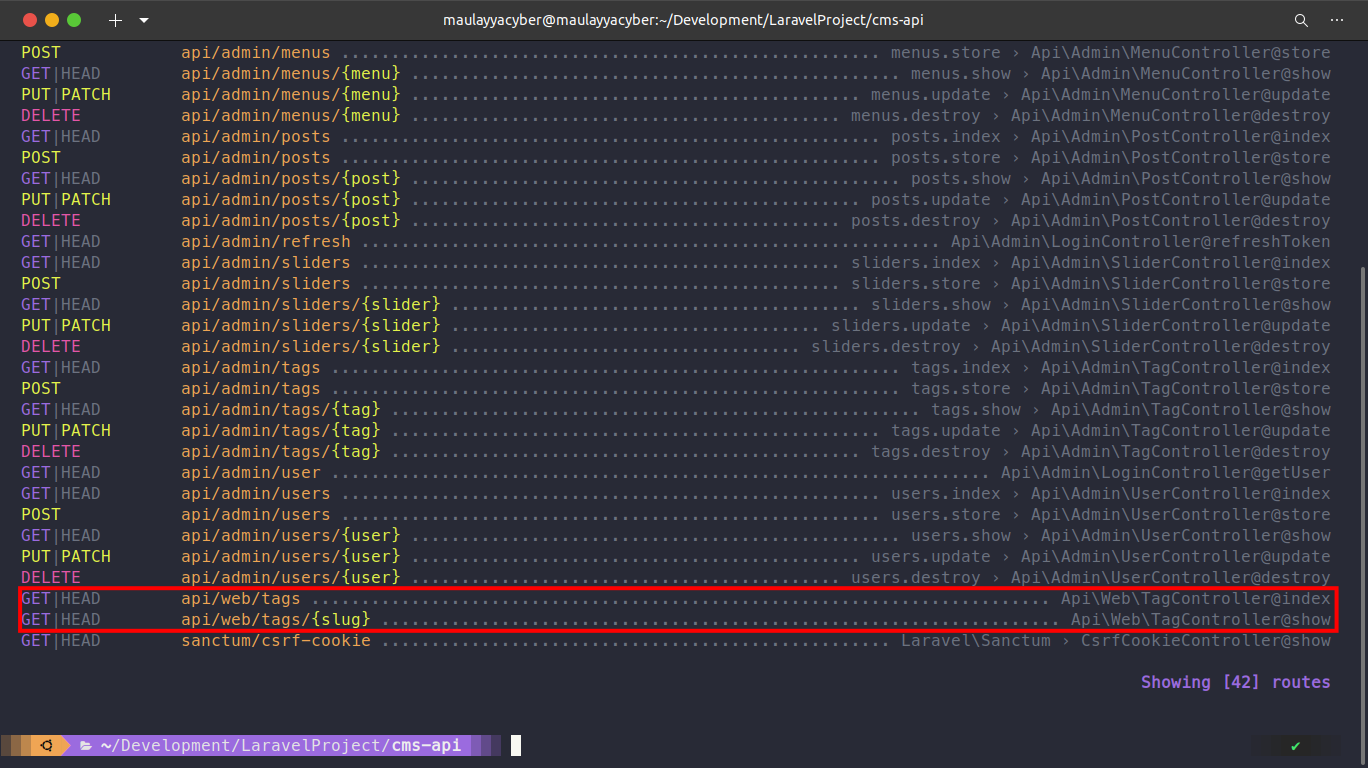 maulayyacyber@maulayyacyber:~/Development/LaravelProject/cms-api
POST api/admin/menus ...................................................... menus.store › Api\Admin\MenuController@store
GET|HEAD api/admin/menus/{menu} ................................................. menus.show › Api\Admin\MenuController@show
PUT|PATCH api/admin/menus/{menu} ............................................. menus.update › Api\Admin\MenuController@update
DELETE api/admin/menus/{menu} ........................................... menus.destroy › Api\Admin\MenuController@destroy
GET|HEAD api/admin/posts ...................................................... posts.index › Api\Admin\PostController@index
POST api/admin/posts ...................................................... posts.store › Api\Admin\PostController@store
GET|HEAD api/admin/posts/{post} ................................................. posts.show › Api\Admin\PostController@show
PUT|PATCH api/admin/posts/{post} ............................................. posts.update › Api\Admin\PostController@update
DELETE api/admin/posts/{post} ........................................... posts.destroy › Api\Admin\PostController@destroy
GET|HEAD api/admin/refresh .......................................................... Api\Admin\LoginController@refreshToken
GET|HEAD api/admin/sliders ................................................ sliders.index › Api\Admin\SliderController@index
POST api/admin/sliders ................................................ sliders.store › Api\Admin\SliderController@store
GET|HEAD api/admin/sliders/{slider} ......................................... sliders.show › Api\Admin\SliderController@show
PUT|PATCH api/admin/sliders/{slider} ..................................... sliders.update › Api\Admin\SliderController@update
DELETE api/admin/sliders/{slider} ................................... sliders.destroy › Api\Admin\SliderController@destroy
GET|HEAD api/admin/tags ......................................................... tags.index › Api\Admin\TagController@index
POST api/admin/tags ......................................................... tags.store › Api\Admin\TagController@store
GET|HEAD api/admin/tags/{tag} ..................................................... tags.show › Api\Admin\TagController@show
PUT|PATCH api/admin/tags/{tag} ................................................. tags.update › Api\Admin\TagController@update
DELETE api/admin/tags/{tag} ............................................... tags.destroy › Api\Admin\TagController@destroy
GET|HEAD api/admin/user .................................................................. Api\Admin\LoginController@getUser
GET|HEAD api/admin/users ...................................................... users.index › Api\Admin\UserController@index
POST api/admin/users ...................................................... users.store › Api\Admin\UserController@store
GET|HEAD api/admin/users/{user} ................................................. users.show › Api\Admin\UserController@show
PUT|PATCH api/admin/users/{user} ............................................. users.update › Api\Admin\UserController@update
DELETE api/admin/users/{user} ........................................... users.destroy › Api\Admin\UserController@destroy
GET|HEAD api/web/tags ........................................................................... Api\Web\TagController@index
GET|HEAD api/web/tags/{slug} .................................................................... Api\Web\TagController@show
GET|HEAD sanctum/csrf-cookie ................................................... Laravel\Sanctum › CsrfCookieController@show
Showing [42] routes
~/Development/LaravelProject/cms-api